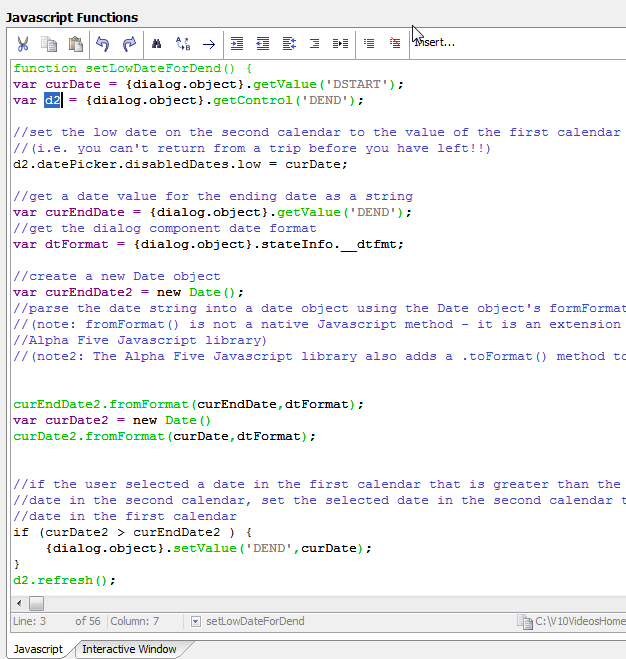 Javascript Functions
Insert...
function setLowDateForDend() {
var curDate = {dialog.object}.getValue('DSTART');
var d2 = {dialog.object}.getControl('DEND');
//set the low date on the second calendar to the value of the first calendar
//(i.e. you can't return from a trip before you have left!!)
d2.datePicker.disabledDates.low = curDate;
//get a date value for the ending date as a string
var curEndDate = {dialog.object}.getValue('DEND');
//get the dialog component date format
var dtFormat = {dialog.object}.stateInfo.__dtfmt;
//create a new Date object
var curEndDate2 = new Date();
//parse the date string into a date object using the Date object's formFormat
//(note: fromFormat() is not a native Javascript method - it is an extension
//Alpha Five Javascript library)
//(note2: The Alpha Five Javascript library also adds a .toFormat() method to
curEndDate2.fromFormat(curEndDate,dtFormat);
var curDate2 = new Date()
curDate2.fromFormat(curDate,dtFormat);
//if the user selected a date in the first calendar that is greater than the
//date in the second calendar, set the selected date in the second calendar t
//date in the first calendar
if (curDate2 > curEndDate2 ) {
{dialog.object}.setValue('DEND',curDate);
}
d2.refresh();
Line: 3 of 56 Column: 7 setLowDateForDend C:\V10VideosHome
Javascript Interactive Window